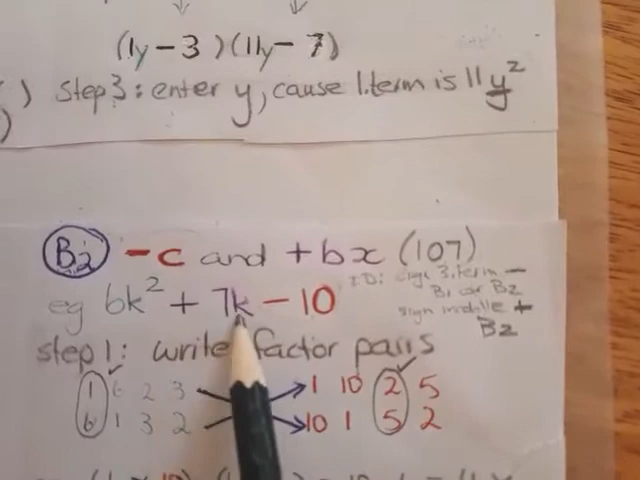 (1y - 3)(11y - 7)
) step 3: enter y, cause 1.term is 11y²
)
B2 -c and +bx (107)
I.D: sign 3.term -
eg 6k² + 7k - 10
B1 or B2
sign middle +
B2
step 1: write factor pairs
1 6 2 3 1 10 2 5
6 1 3 2 10 1 5 2